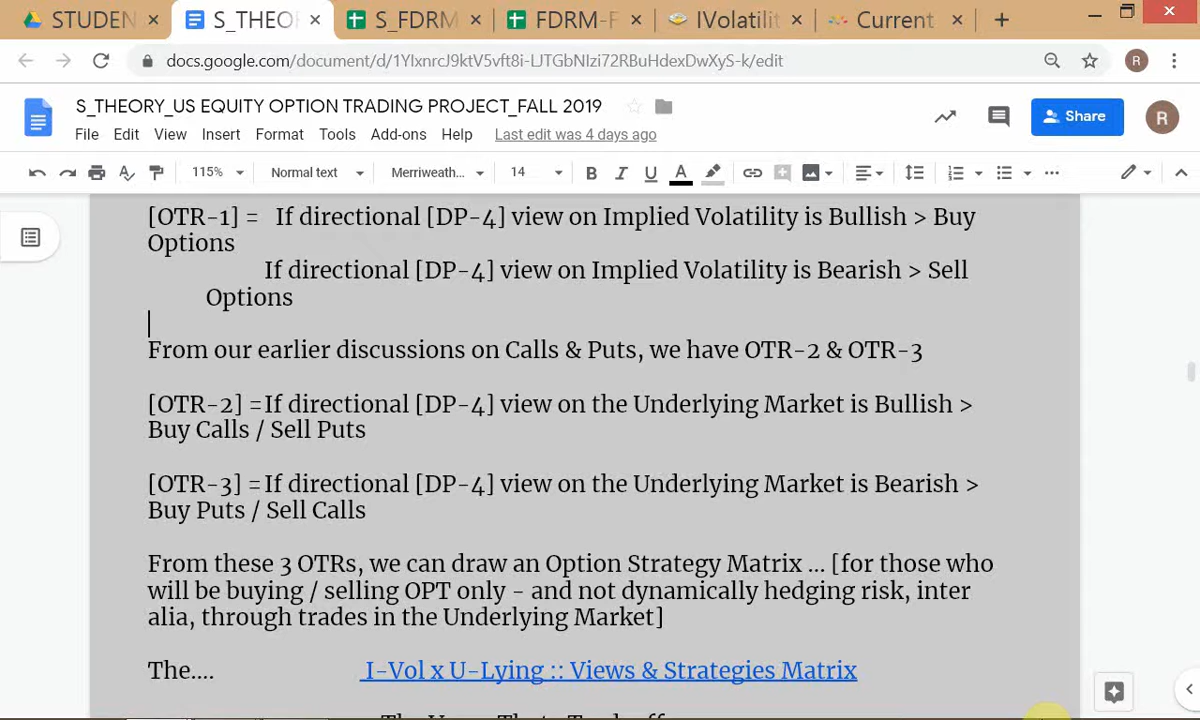 STUDEN
S_THEO
S_FDRM
FDRM-F
IVolatilit
Current
docs.google.com/document/d/1YlxnrcJ9ktV5vft8i-LJTGbNIzi72RBuHdexDwXyS-k/edit
R
S_THEORY_US EQUITY OPTION TRADING PROJECT_FALL 2019
Share
R
File Edit View Insert Format Tools Add-ons Help Last edit was 4 days ago
115% Normal text Merriweath... 14 B I U A
[OTR-1] = If directional [DP-4] view on Implied Volatility is Bullish > Buy
Options
If directional [DP-4] view on Implied Volatility is Bearish > Sell
Options
From our earlier discussions on Calls & Puts, we have OTR-2 & OTR-3
[OTR-2] =If directional [DP-4] view on the Underlying Market is Bullish >
Buy Calls / Sell Puts
[OTR-3] =If directional [DP-4] view on the Underlying Market is Bearish >
Buy Puts / Sell Calls
From these 3 OTRs, we can draw an Option Strategy Matrix ... [for those who
will be buying / selling OPT only - and not dynamically hedging risk, inter
alia, through trades in the Underlying Market]
The.... I-Vol x U-Lying :: Views & Strategies Matrix